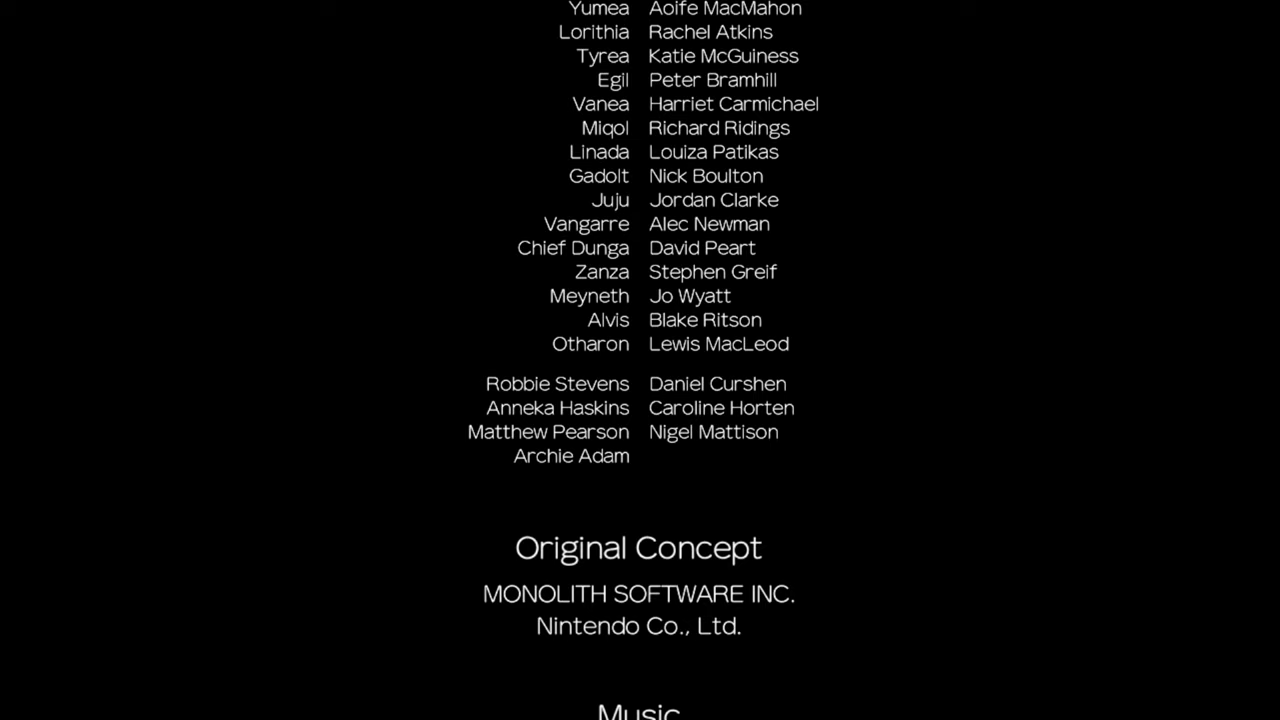 Yumea Aoife MacMahon
Lorithia Rachel Atkins
Tyrea Katie McGuiness
Egil Peter Bramhill
Vanea Harriet Carmichael
Miqol Richard Ridings
Linada Louiza Patikas
Gadolt Nick Boulton
Juju Jordan Clarke
Vangarre Alec Newman
Chief Dunga David Peart
Zanza Stephen Greif
Meyneth Jo Wyatt
Alvis Blake Ritson
Otharon Lewis MacLeod
Robbie Stevens Daniel Curshen
Anneka Haskins Caroline Horten
Matthew Pearson Nigel Mattison
Archie Adam
Original Concept
MONOLITH SOFTWARE INC.
Nintendo Co., Ltd.
Music